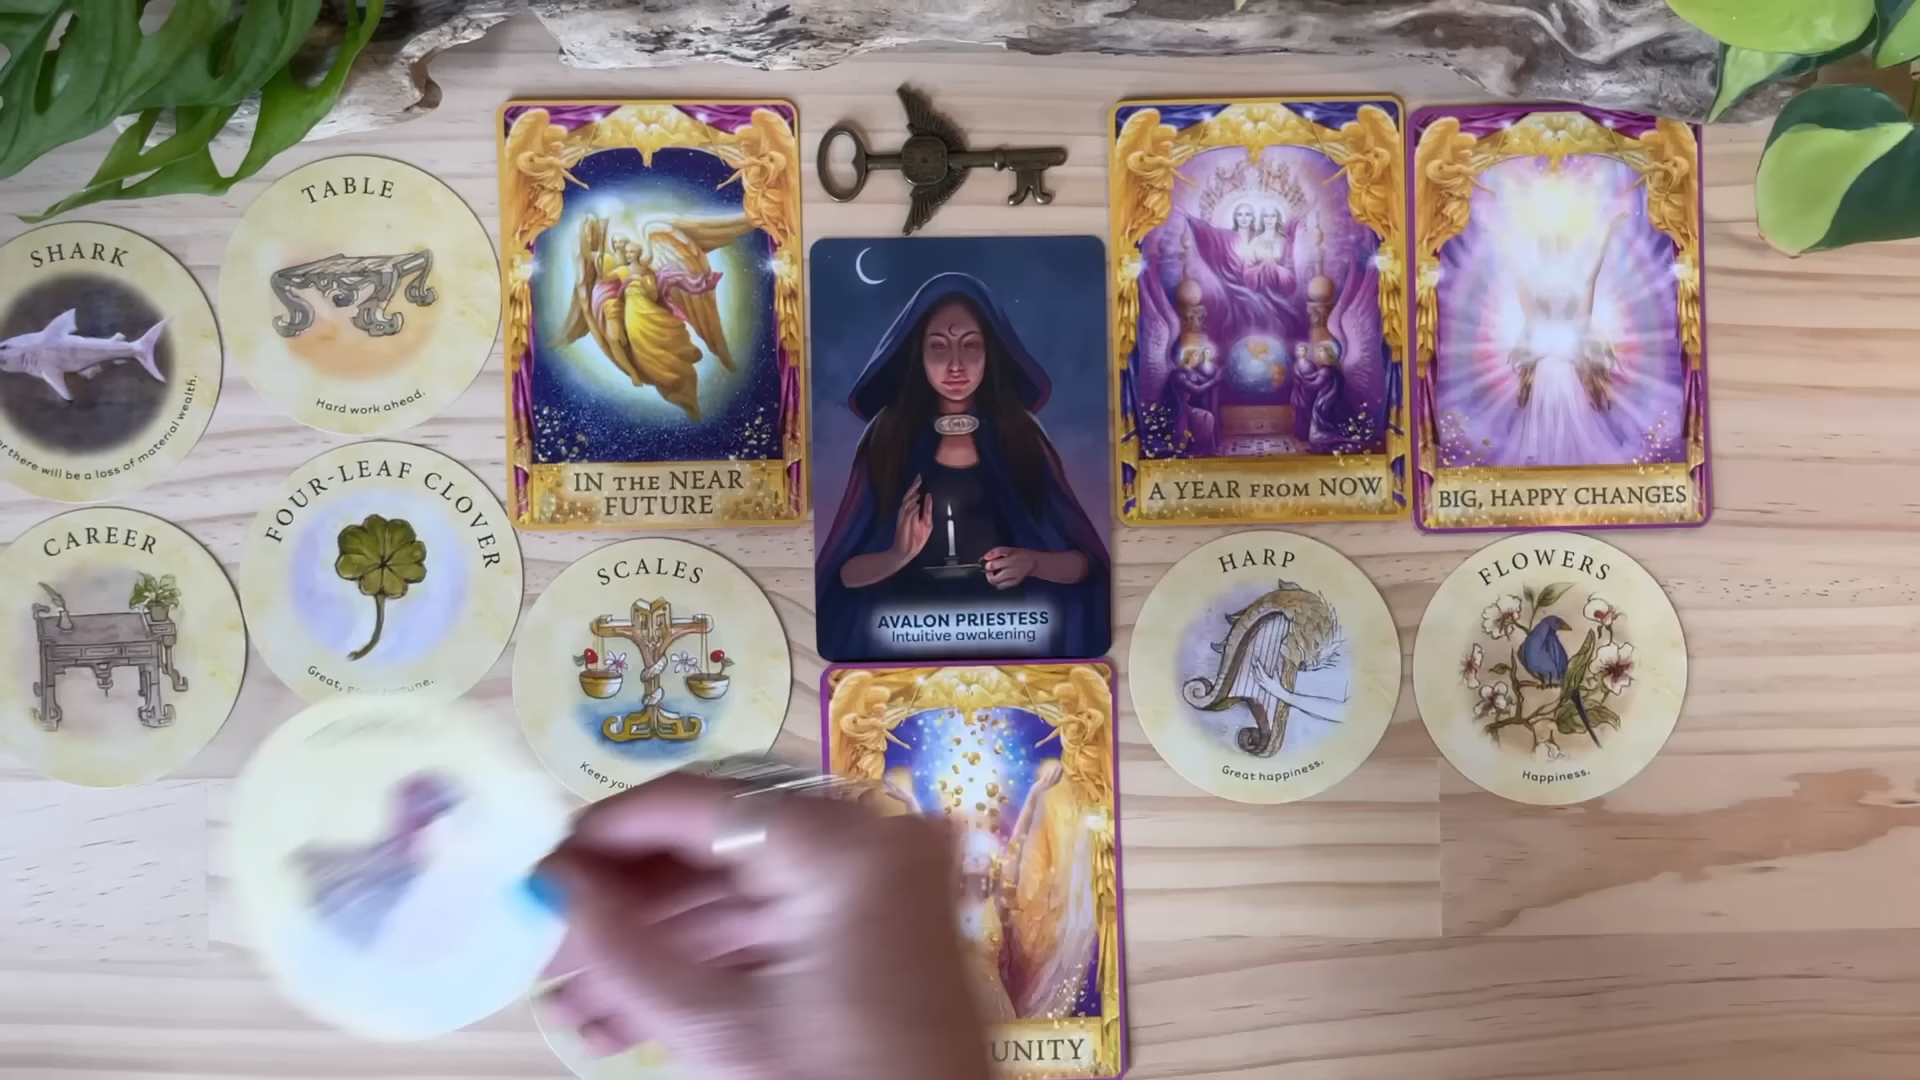 SHARK
or there will be a loss of material wealth.
TABLE
Hard work ahead.
CAREER
FOUR-LEAF CLOVER
Great,
SCALES
Keep your
IN THE NEAR
FUTURE
AVALON PRIESTESS
Intuitive awakening
UNITY
A YEAR FROM NOW
BIG, HAPPY CHANGES
HARP
Great happiness.
FLOWERS
Happiness.